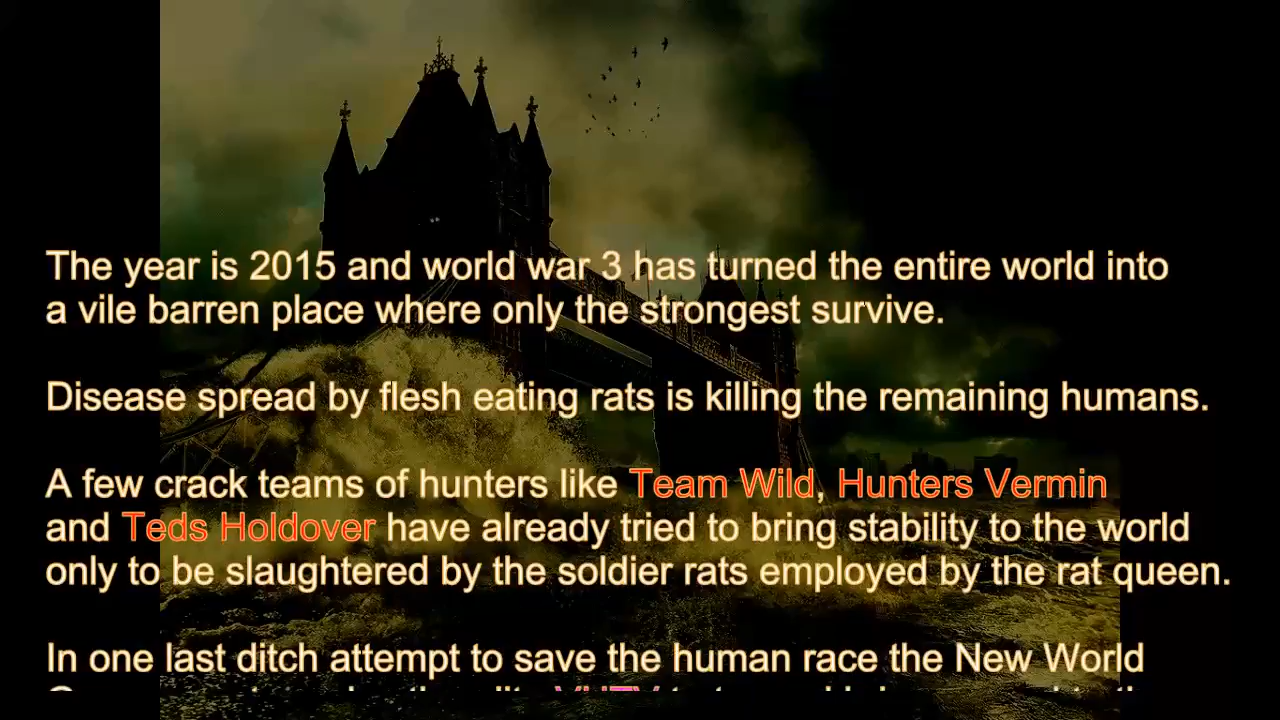 The year is 2015 and world war 3 has turned the entire world into
a vile barren place where only the strongest survive.
Disease spread by flesh eating rats is killing the remaining humans.
A few crack teams of hunters like Team Wild, Hunters Vermin
and Teds Holdover have already tried to bring stability to the world
only to be slaughtered by the soldier rats employed by the rat queen.
In one last ditch attempt to save the human race the New World